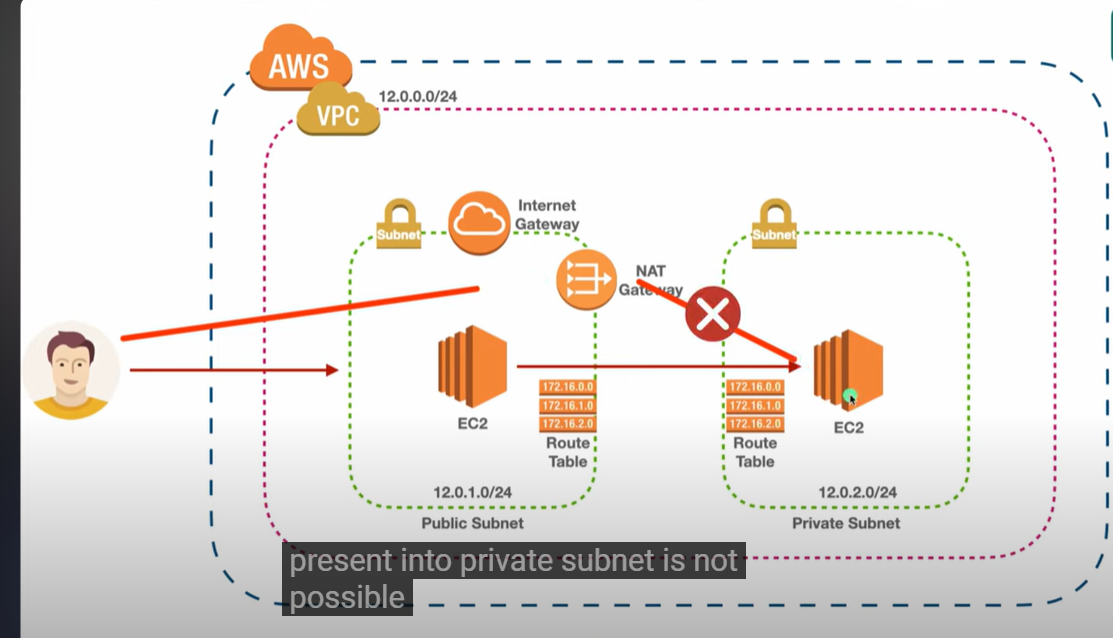 AWS
12.0.0.0/24
VPC
Internet
Gateway
Subnet
Subnet
NAT
Gateway
172.16.0.0
172.16.1.0
172.16.2.0
172.16.0.0
172.16.1.0
172.16.2.0
EC2
EC2
Route
Table
Route
Table
12.0.1.0/24
12.0.2.0/24
Public Subnet
Private Subnet
present into private subnet is not
possible